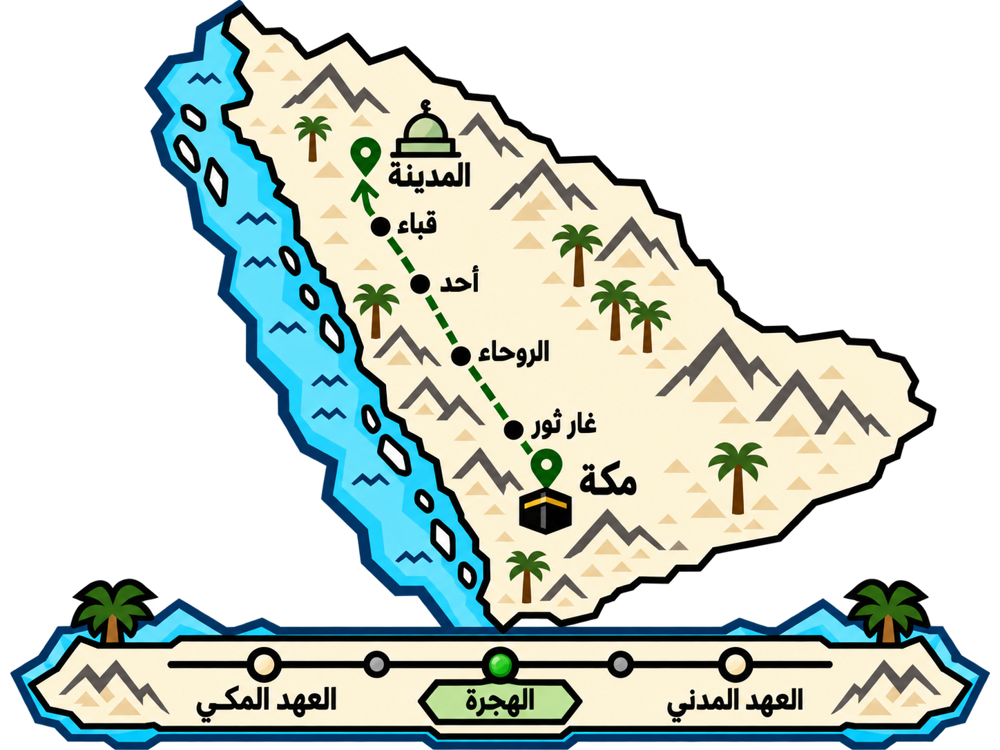 المدينة
قباء
أحد
الروحاء
غار ثور
مكة
العهد المدني
الهجرة
العهد المكي